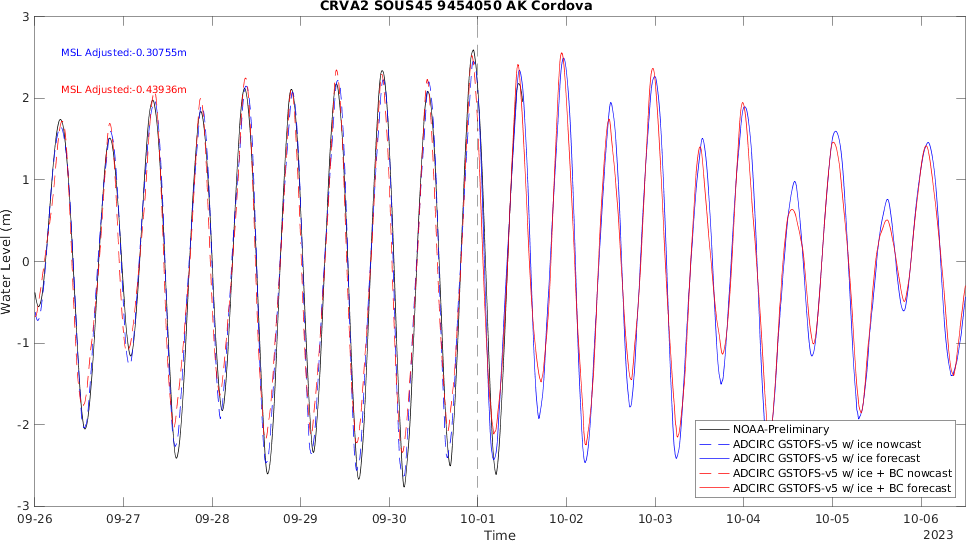 CRVA2 SOUS45 9454050 AK Cordova
3
MSL Adjusted:-0.30755m
MSL Adjusted:-0.43936m
2
1
0
-1
-2
-3
Water Level (m)
NOAA-Preliminary
ADCIRC GSTOFS-v5 w/ ice nowcast
ADCIRC GSTOFS-v5 w/ ice forecast
ADCIRC GSTOFS-v5 w/ ice + BC nowcast
ADCIRC GSTOFS-v5 w/ ice + BC forecast
09-26 09-27 09-28 09-29 09-30 10-01 10-02 10-03 10-04 10-05 10-06
Time
2023